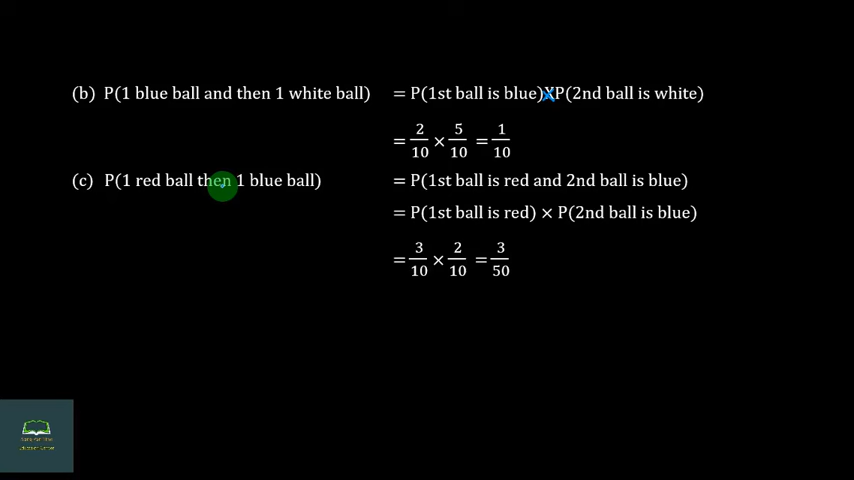 (b) P(1 blue ball and then 1 white ball) = P(1st ball is blue)XP(2nd ball is white)
= 2/10 × 5/10 = 1/10
(c) P(1 red ball then 1 blue ball) = P(1st ball is red and 2nd ball is blue)
= P(1st ball is red) × P(2nd ball is blue)
= 3/10 × 2/10 = 3/50